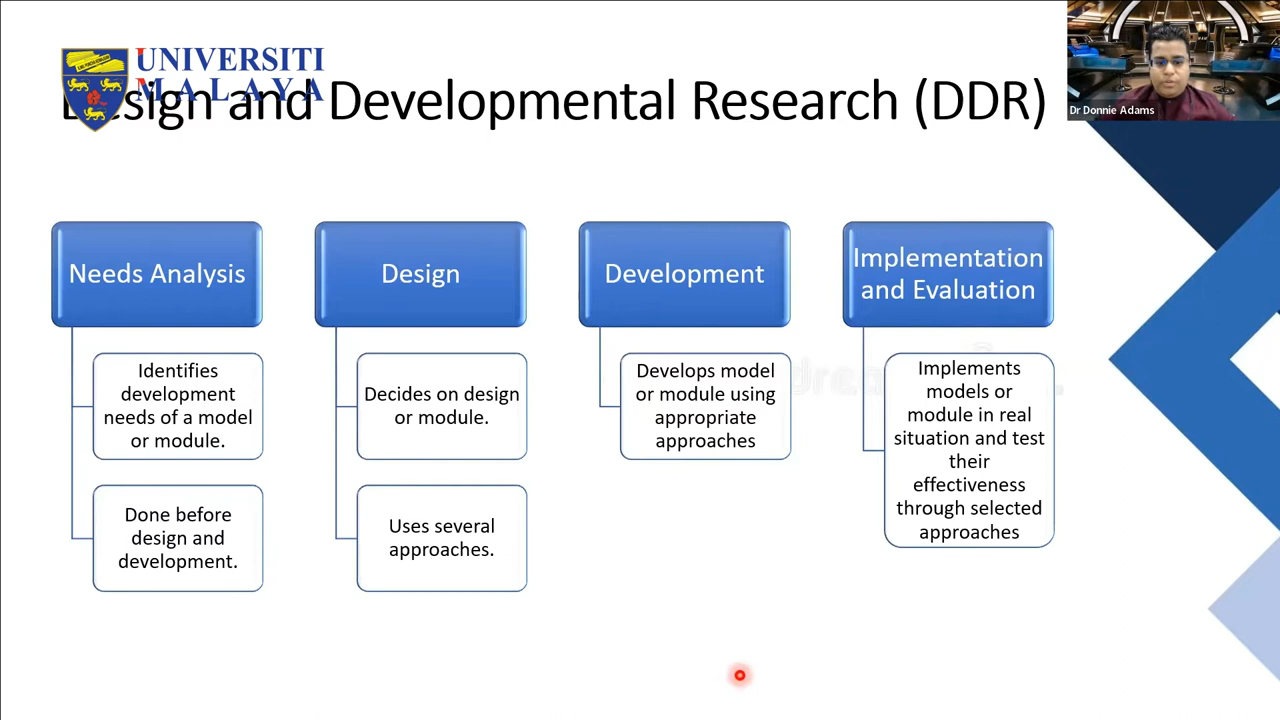 UNIVERSITI
MALAYA
Design and Developmental Research (DDR)
Dr Donnie Adams
Needs Analysis
Identifies
development
needs of a model
or module.
Done before
design and
development.
Design
Decides on design
or module.
Uses several
approaches.
Development
Develops model
or module using
appropriate
approaches
Implementation
and Evaluation
Implements
models or
module in real
situation and test
their
effectiveness
through selected
approaches